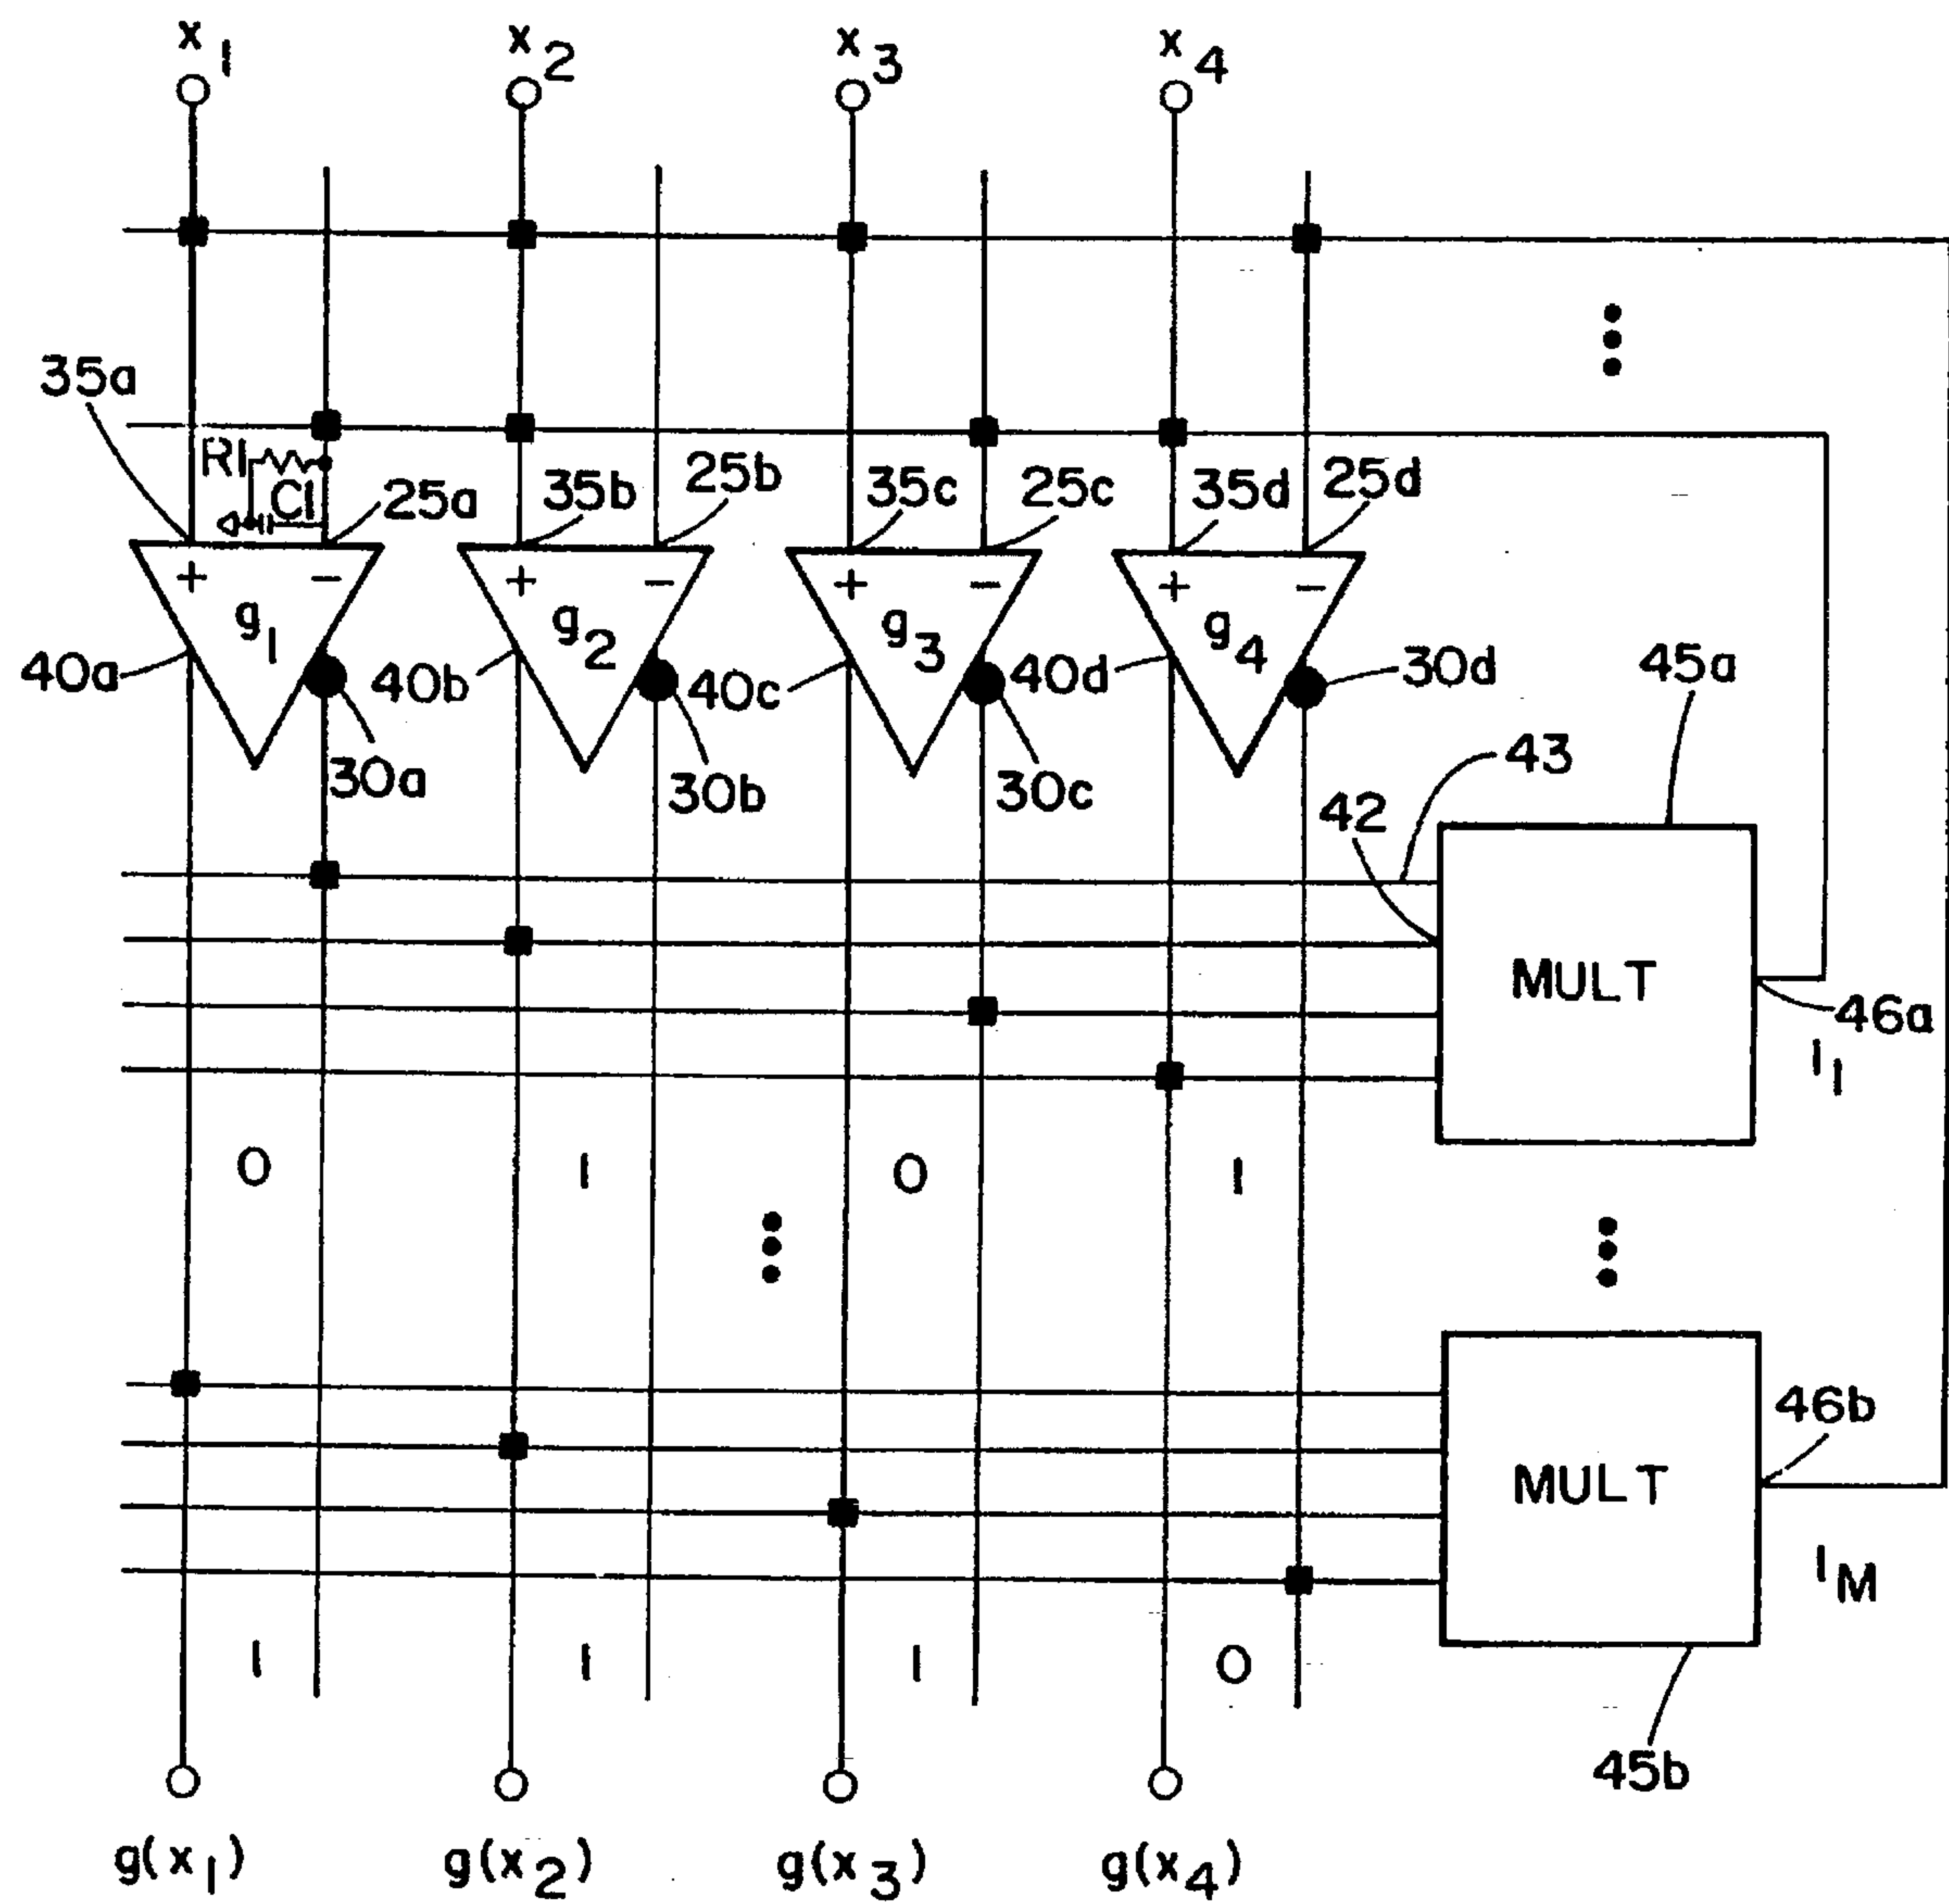 x1 x2 x3 x4
35a
R1
C1
25a 35b 25b 35c 25c 35d 25d
+ − + − + − + −
g1 g2 g3 g4
40a 40b 40c 40d 30d 45a
30a 30b 30c
43
42
MULT
46a
I1
0 1 0 1
46b
MULT
IM
1 1 1 0
45b
g(x1) g(x2) g(x3) g(x4)